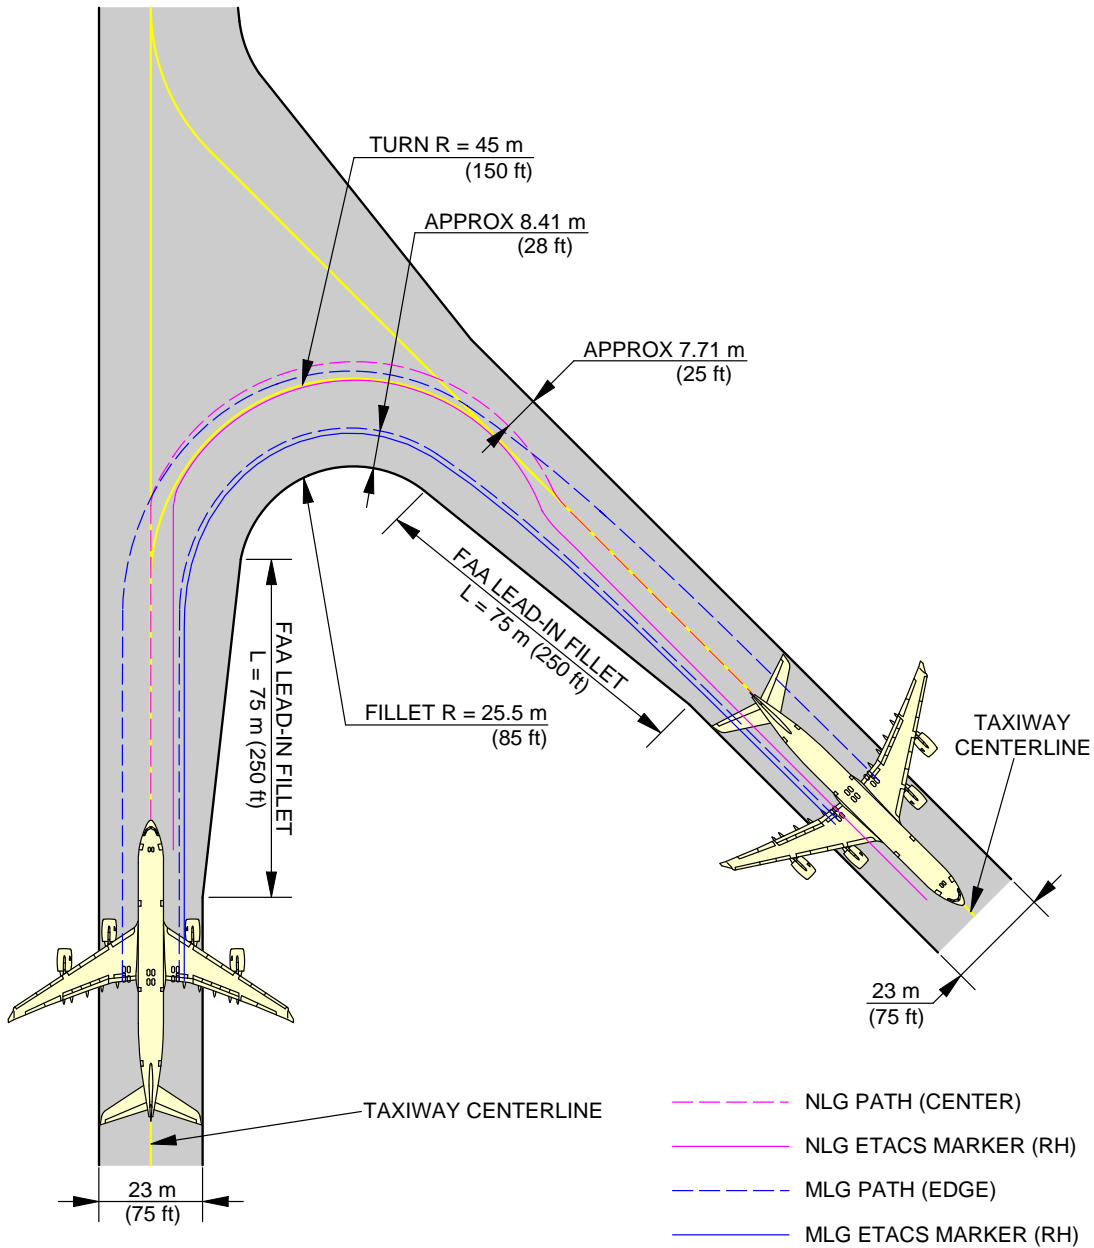 TURN R = 45 m
(150 ft)
APPROX 8.41 m
(28 ft)
APPROX 7.71 m
(25 ft)
FAA LEAD-IN FILLET
L = 75 m (250 ft)
FAA LEAD-IN FILLET
L = 75 m (250 ft)
FILLET R = 25.5 m
(85 ft)
TAXIWAY
CENTERLINE
23 m
(75 ft)
TAXIWAY CENTERLINE
23 m
(75 ft)
NLG PATH (CENTER)
NLG ETACS MARKER (RH)
MLG PATH (EDGE)
MLG ETACS MARKER (RH)